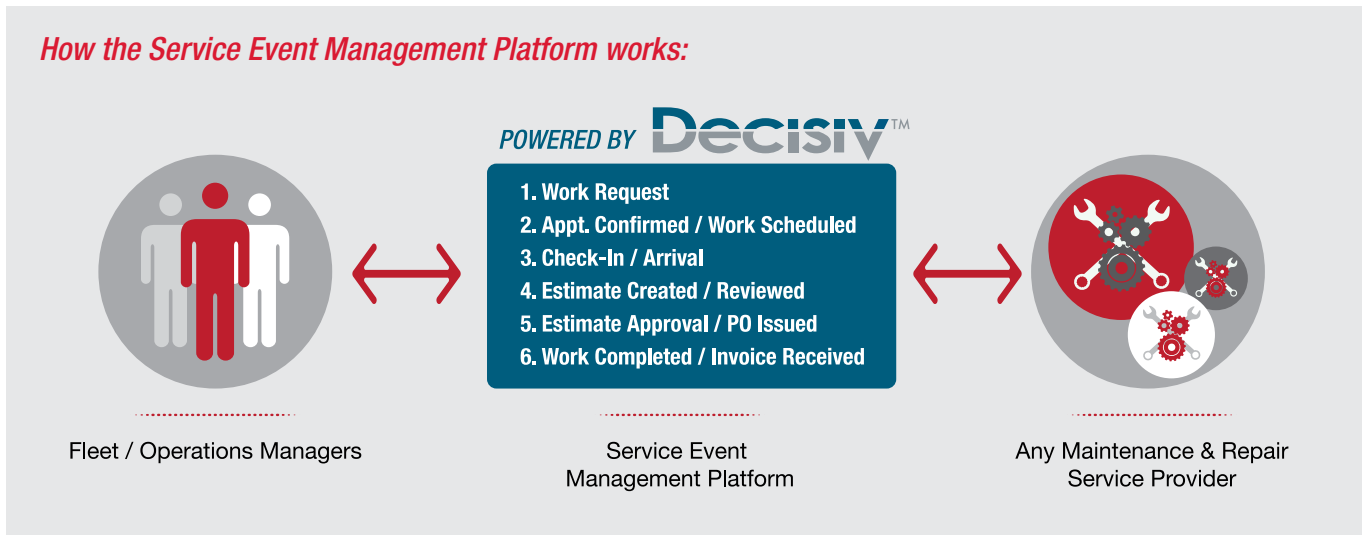 How the Service Event Management Platform works:
POWERED BY Decisiv™
1. Work Request
2. Appt. Confirmed / Work Scheduled
3. Check-In / Arrival
4. Estimate Created / Reviewed
5. Estimate Approval / PO Issued
6. Work Completed / Invoice Received
Fleet / Operations Managers
Service Event
Management Platform
Any Maintenance & Repair
Service Provider